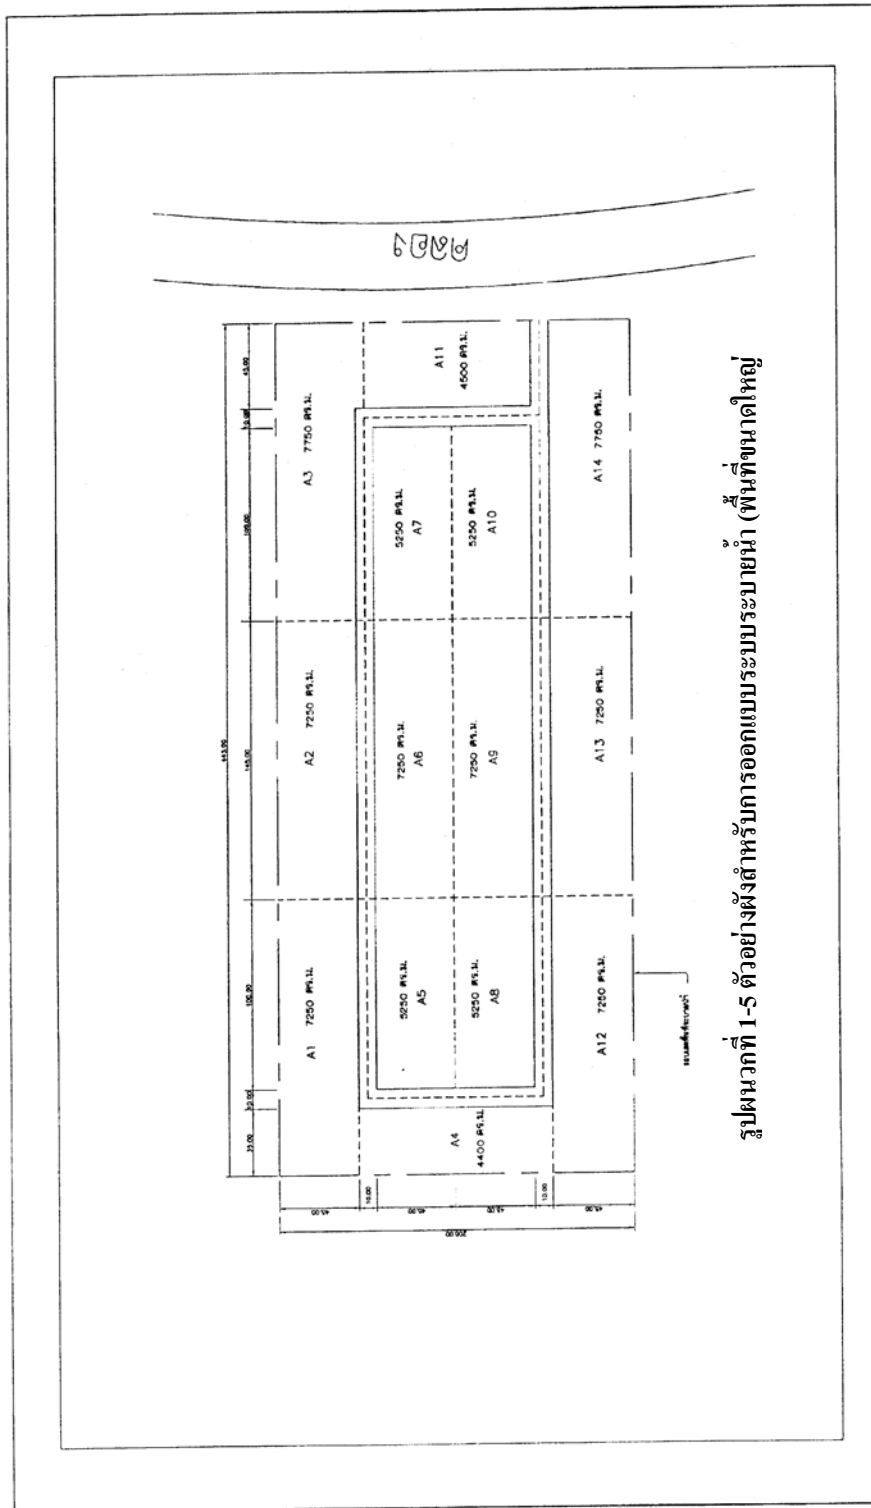 คลอง
A1 7250 ตร.ม.
A2 7250 ตร.ม.
A3 7750 ตร.ม.
A4
4400 ตร.ม.
5250 ตร.ม.
A5
7250 ตร.ม.
A6
5250 ตร.ม.
A7
5250 ตร.ม.
A8
7250 ตร.ม.
A9
5250 ตร.ม.
A10
A11
4500 ตร.ม.
A12 7250 ตร.ม.
A13 7250 ตร.ม.
A14 7750 ตร.ม.
10.00
10.00
รูปผนวกที่ 1-5 ตัวอย่างผังสำหรับการออกแบบระบบระบายน้ำ (พื้นที่ขนาดใหญ่